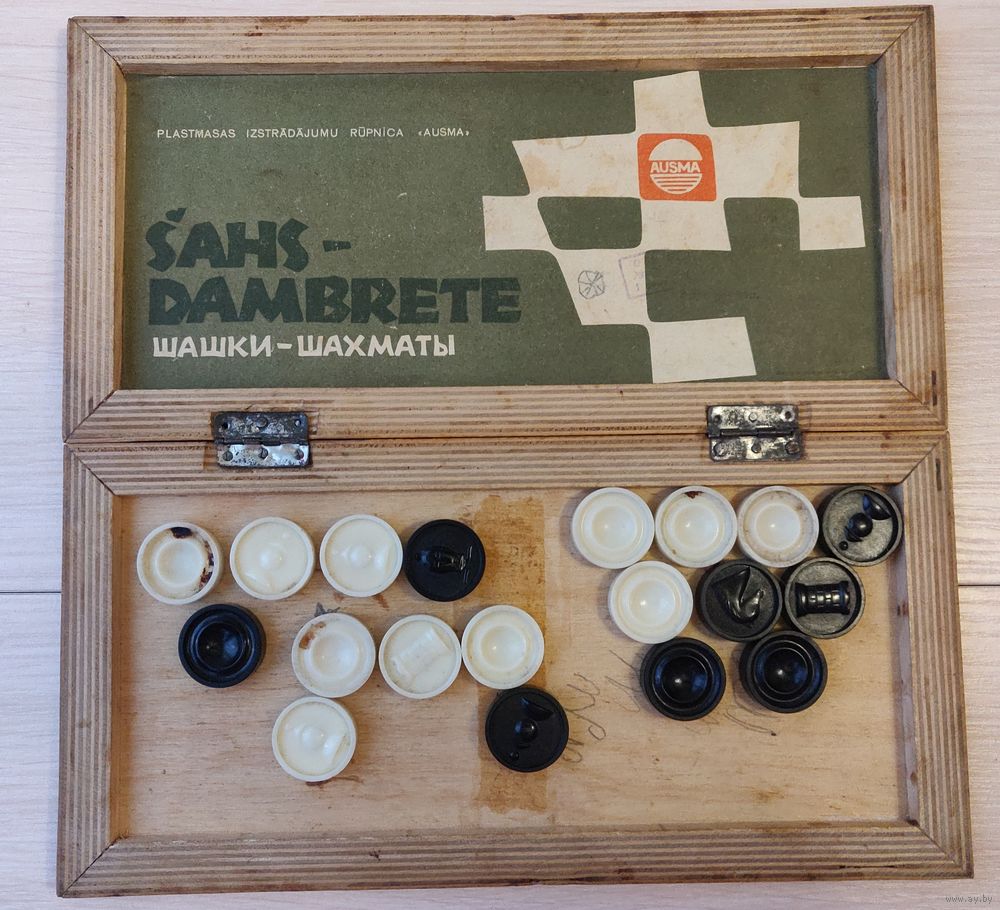 PLASTMASAS IZSTRĀDĀJUMU RŪPNĪCA «AUSMA»
AUSMA
ŠAHS-
DAMBRETE
ШАШКИ-ШАХМАТЫ
www.ay.by